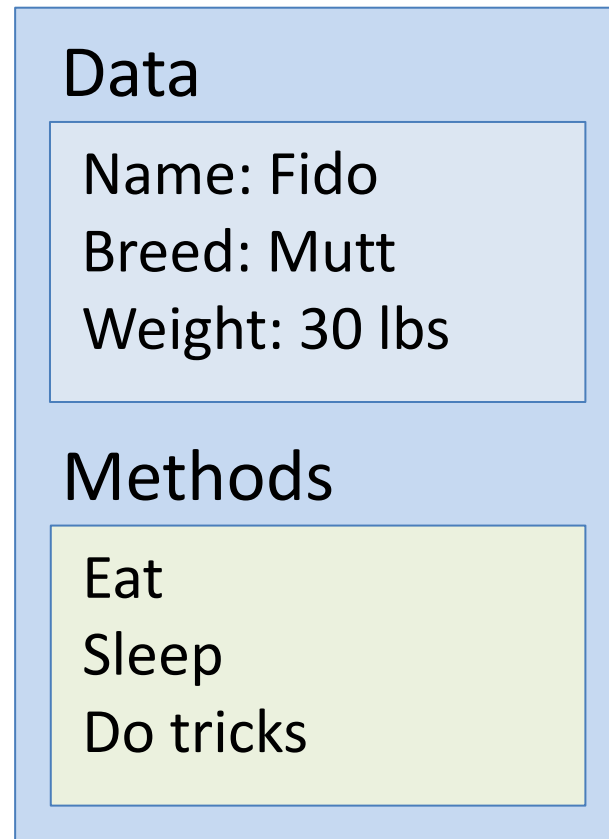 Data
Name: Fido
Breed: Mutt
Weight: 30 lbs
Methods
Eat
Sleep
Do tricks